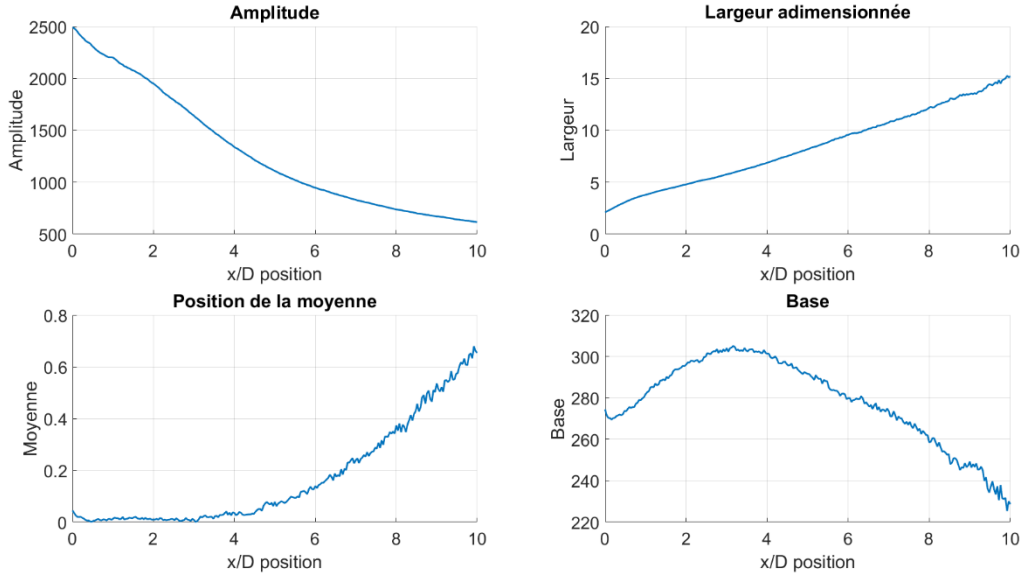 Amplitude
2500
2000
1500
1000
500
Amplitude
0 2 4 6 8 10
x/D position
Largeur adimensionnée
20
15
10
5
0
Largeur
0 2 4 6 8 10
x/D position
Position de la moyenne
0.8
0.6
0.4
0.2
0
Moyenne
0 2 4 6 8 10
x/D position
Base
320
300
280
260
240
220
Base
0 2 4 6 8 10
x/D position